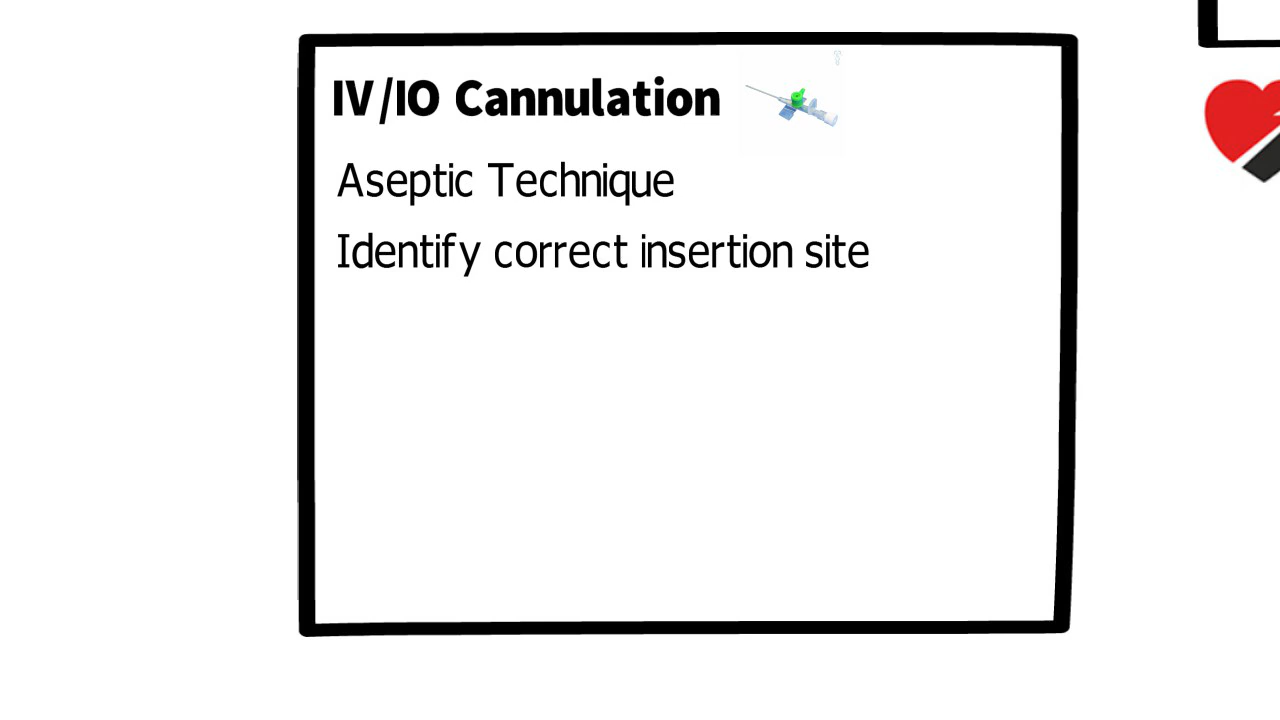 IV/IO Cannulation
Aseptic Technique
Identify correct insertion site